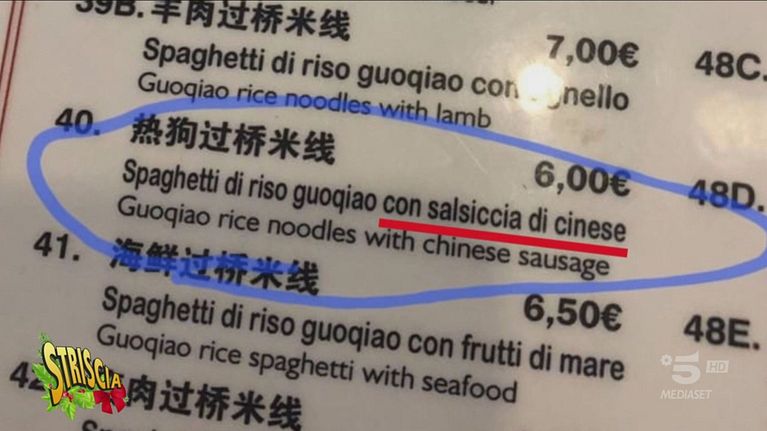 39B. 羊肉过桥米线
7,00€
48C.
Spaghetti di riso guoqiao con gnello
Guoqiao rice noodles with lamb
40. 热狗过桥米线
6,00€
48D.
Spaghetti di riso guoqiao con salsiccia di cinese
Guoqiao rice noodles with chinese sausage
41. 海鲜过桥米线
6,50€
48E.
Spaghetti di riso guoqiao con frutti di mare
Guoqiao rice spaghetti with seafood
肉过桥米线
STRISCIA
5 HD
MEDIASET